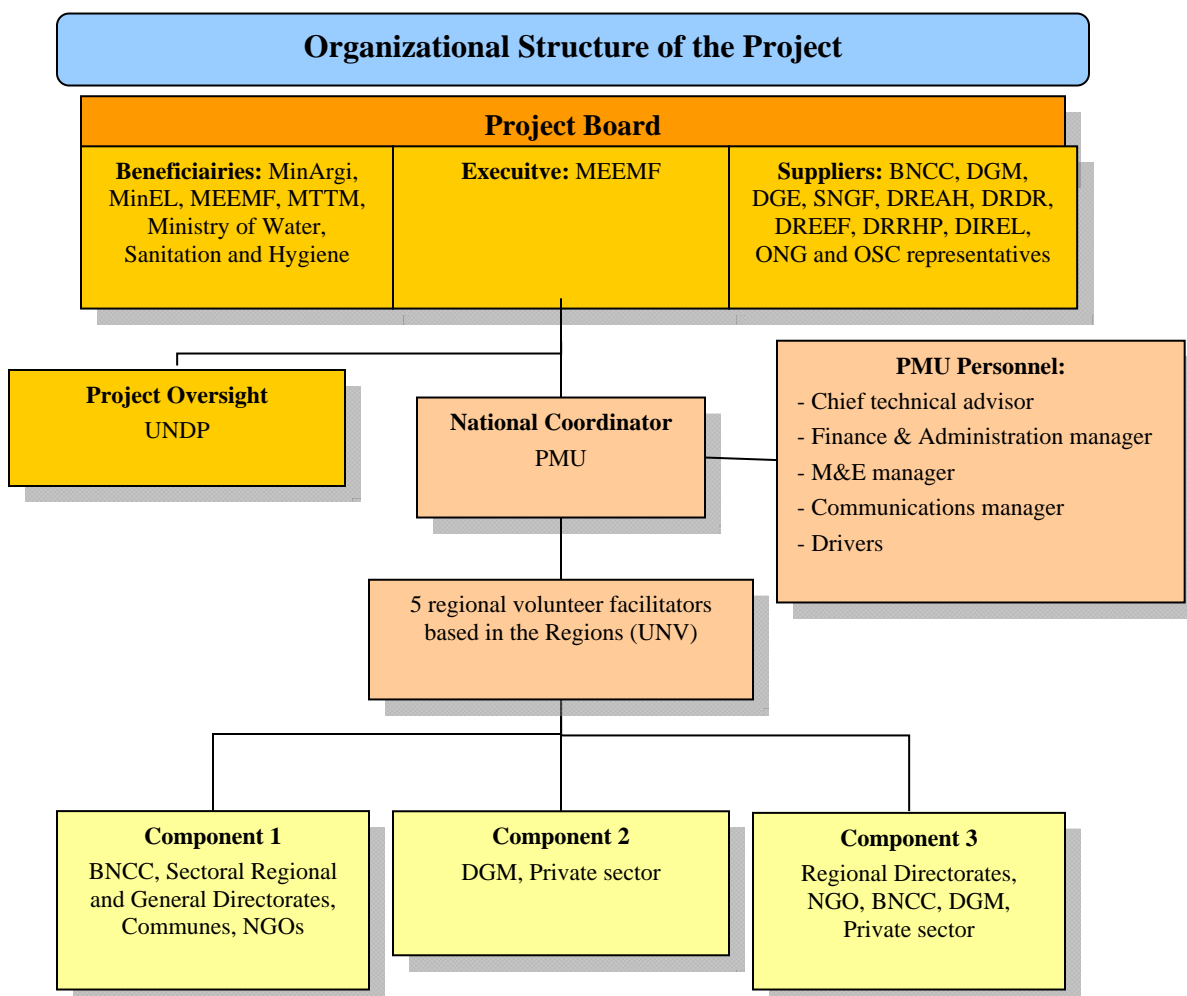 Organizational Structure of the Project
Project Board
Beneficiairies: MinArgi,
MinEL, MEEMF, MTTM,
Ministry of Water,
Sanitation and Hygiene
Execuitve: MEEMF
Suppliers: BNCC, DGM,
DGE, SNGF, DREAH, DRDR,
DREEF, DRRHP, DIREL,
ONG and OSC representatives
Project Oversight
UNDP
National Coordinator
PMU
PMU Personnel:
- Chief technical advisor
- Finance & Administration manager
- M&E manager
- Communications manager
- Drivers
5 regional volunteer facilitators
based in the Regions (UNV)
Component 1
BNCC, Sectoral Regional
and General Directorates,
Communes, NGOs
Component 2
DGM, Private sector
Component 3
Regional Directorates,
NGO, BNCC, DGM,
Private sector